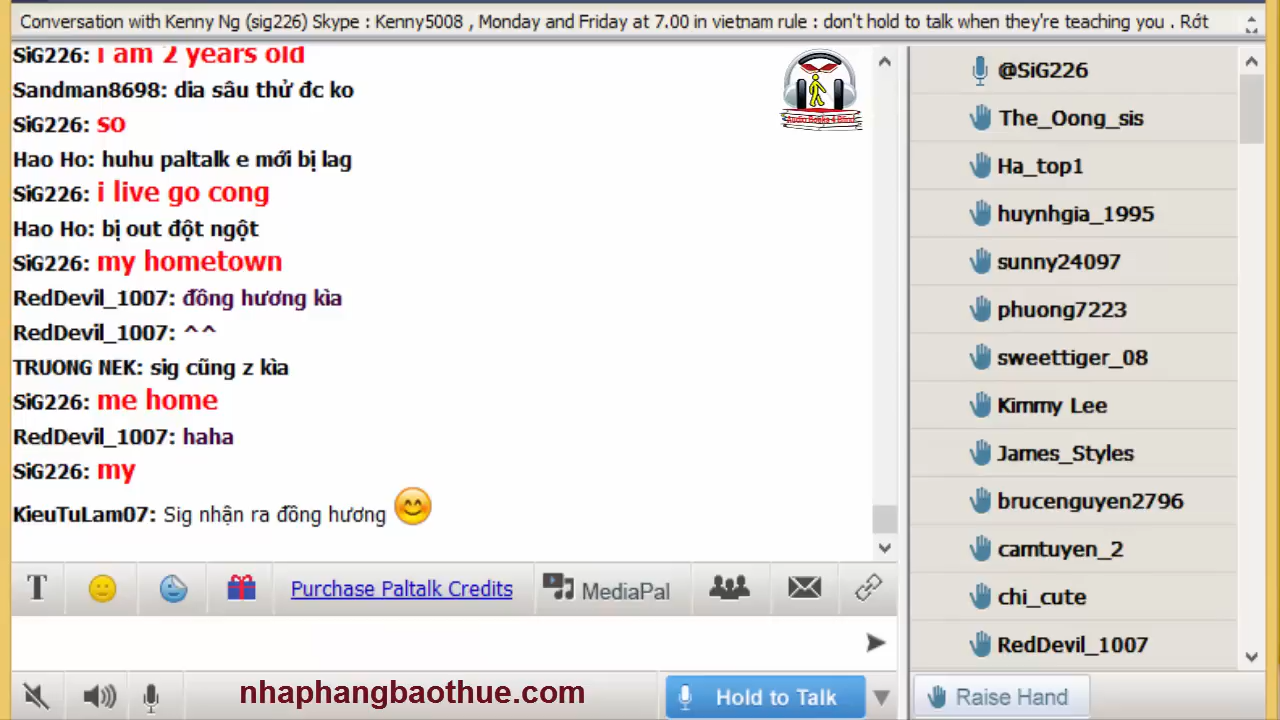 Conversation with Kenny Ng (sig226) Skype : Kenny5008 , Monday and Friday at 7.00 in vietnam rule : don't hold to talk when they're teaching you . Rớt
SiG226: i am 2 years old
Sandman8698: dia sâu thử đc ko
SiG226: so
Hao Ho: huhu paltalk e mới bị lag
SiG226: i live go cong
Hao Ho: bị out đột ngột
SiG226: my hometown
RedDevil_1007: đồng hương kìa
RedDevil_1007: ^^
TRUONG NEK: sig cũng z kìa
SiG226: me home
RedDevil_1007: haha
SiG226: my
KieuTuLam07: Sig nhận ra đồng hương
@SiG226
The_Oong_sis
Ha_top1
huynhgia_1995
sunny24097
phuong7223
sweettiger_08
Kimmy Lee
James_Styles
brucenguyen2796
camtuyen_2
chi_cute
RedDevil_1007
T Purchase Paltalk Credits MediaPal
nhaphangbaothue.com
Hold to Talk
Raise Hand